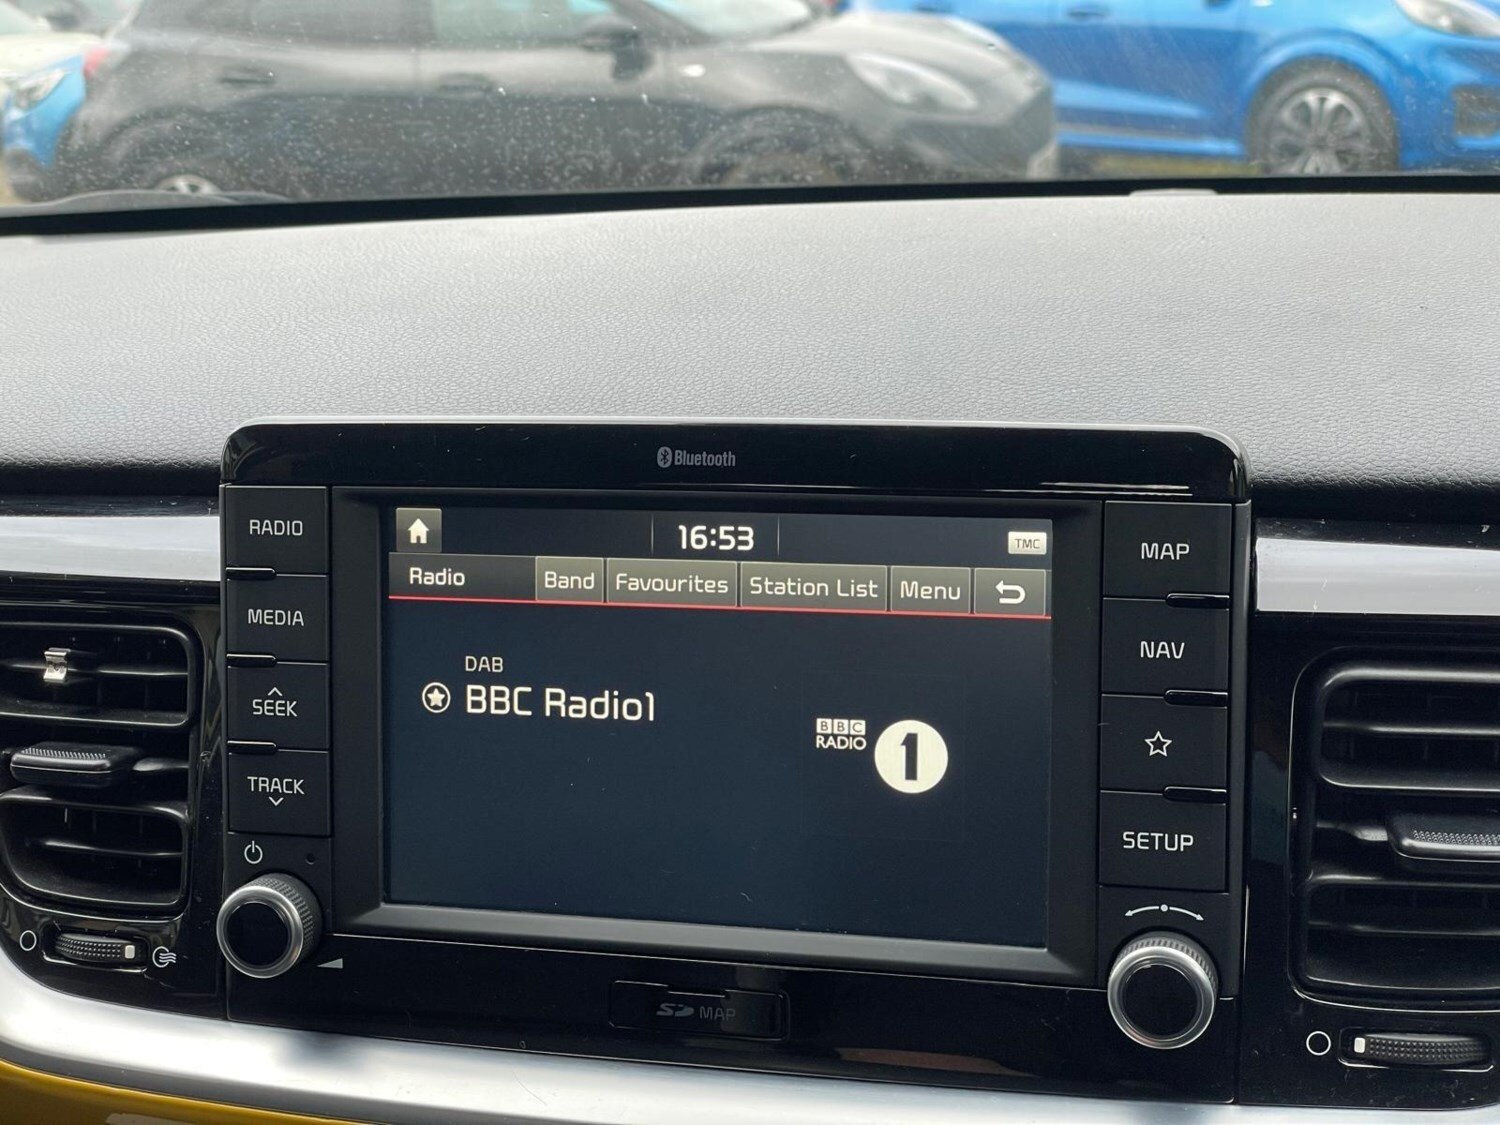 Bluetooth
RADIO
MEDIA
SEEK
TRACK
16:53
TMC
Radio
Band
Favourites
Station List
Menu
DAB
BBC Radio1
BBC
RADIO
1
MAP
NAV
SETUP
SD MAP